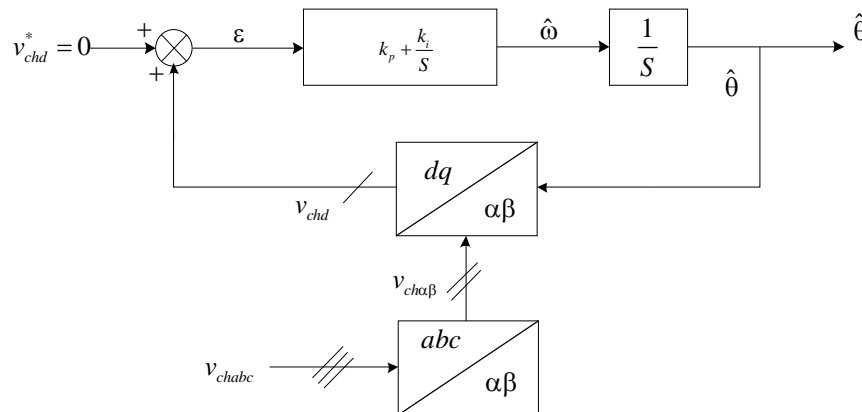 v*chd = 0
+
+
ε
kp + ki/S
ω̂
1/S
θ̂
θ̂
dq
αβ
vchd
vchαβ
abc
αβ
vchabc